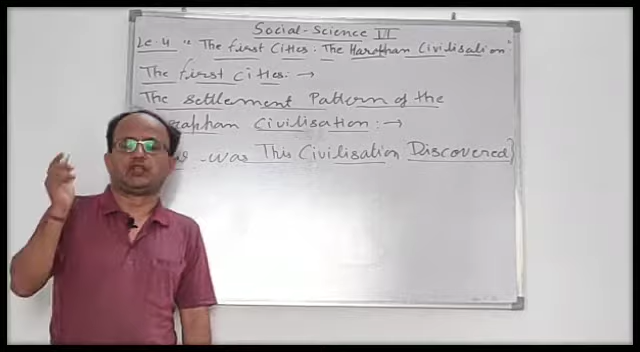 Social-Science VI
Le.4 " The First Cities: The Harappan Civilisation"
The First Cities:→
The Settlement Pattern of the
Civilisation:→
was This Civilisation Discovered}